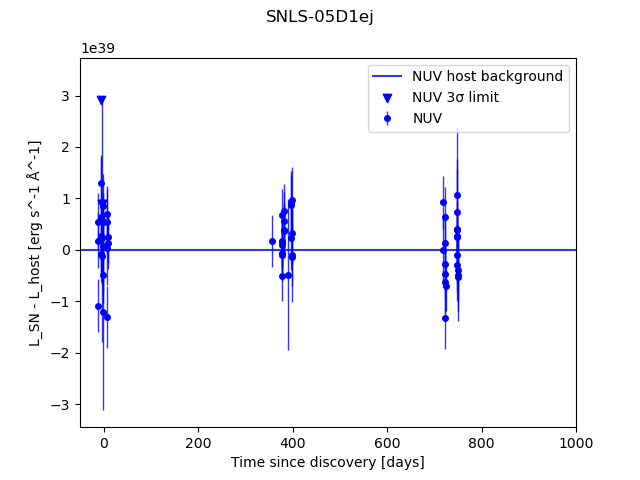 SNLS-05D1ej
1e39
NUV host background
NUV 3σ limit
NUV
3
2
1
0
−1
−2
−3
L_SN - L_host [erg s^-1 Å^-1]
0 200 400 600 800 1000
Time since discovery [days]